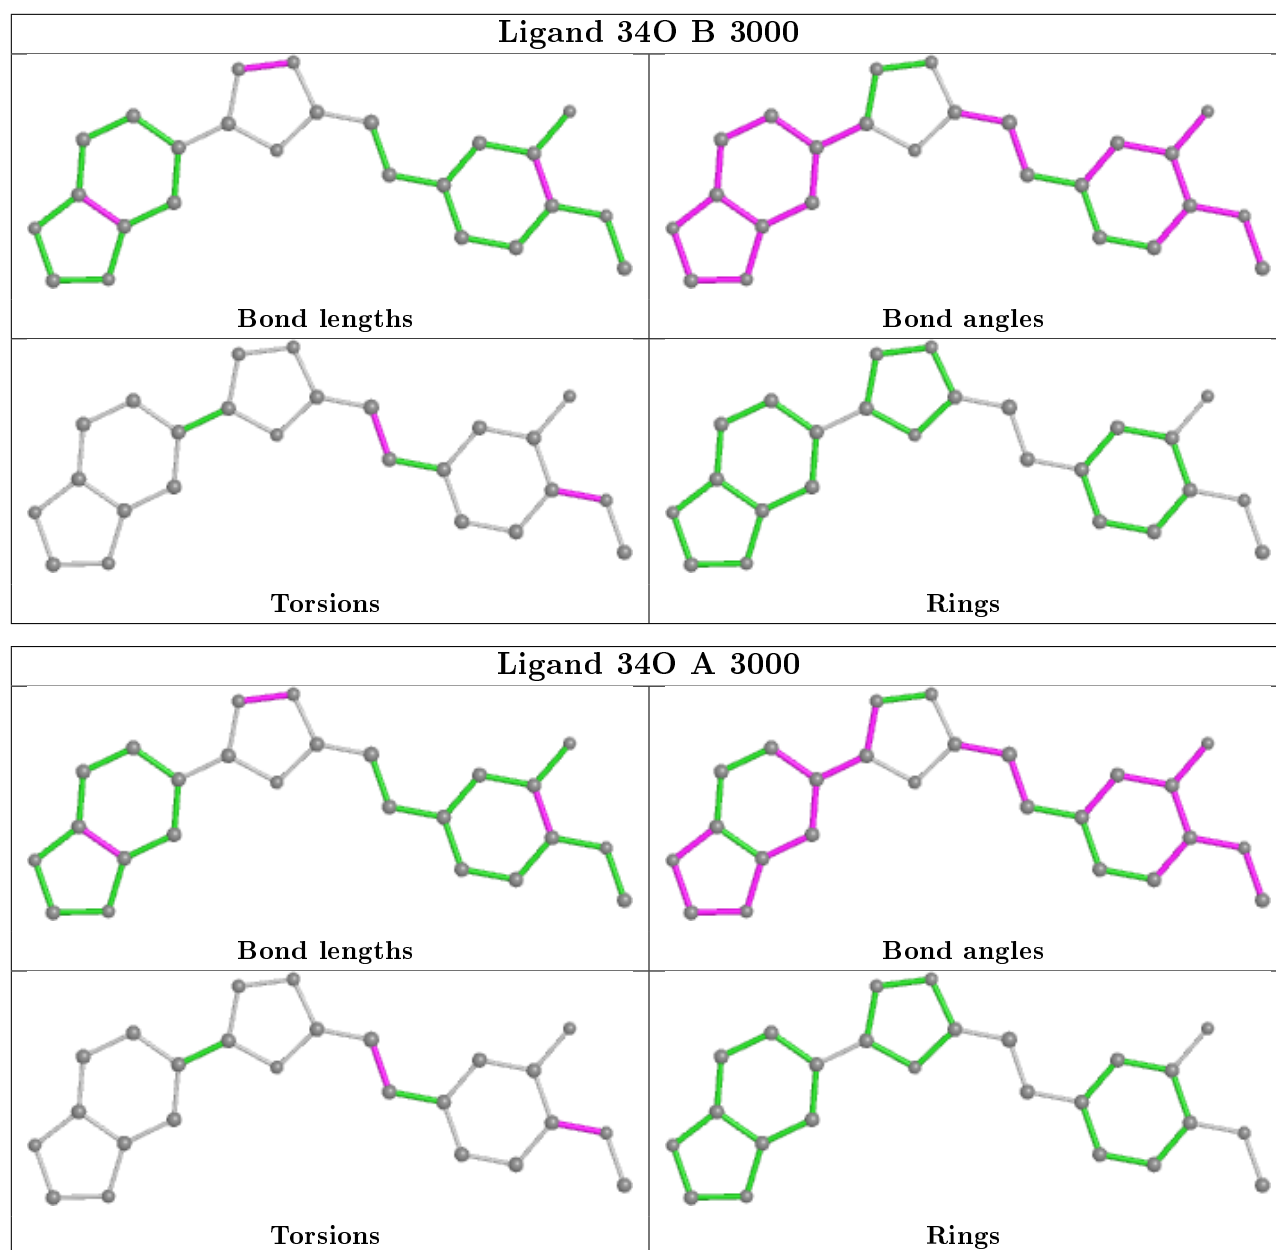 Ligand 34O B 3000
Bond lengths
Bond angles
Torsions
Rings
Ligand 34O A 3000
Bond lengths
Bond angles
Torsions
Rings